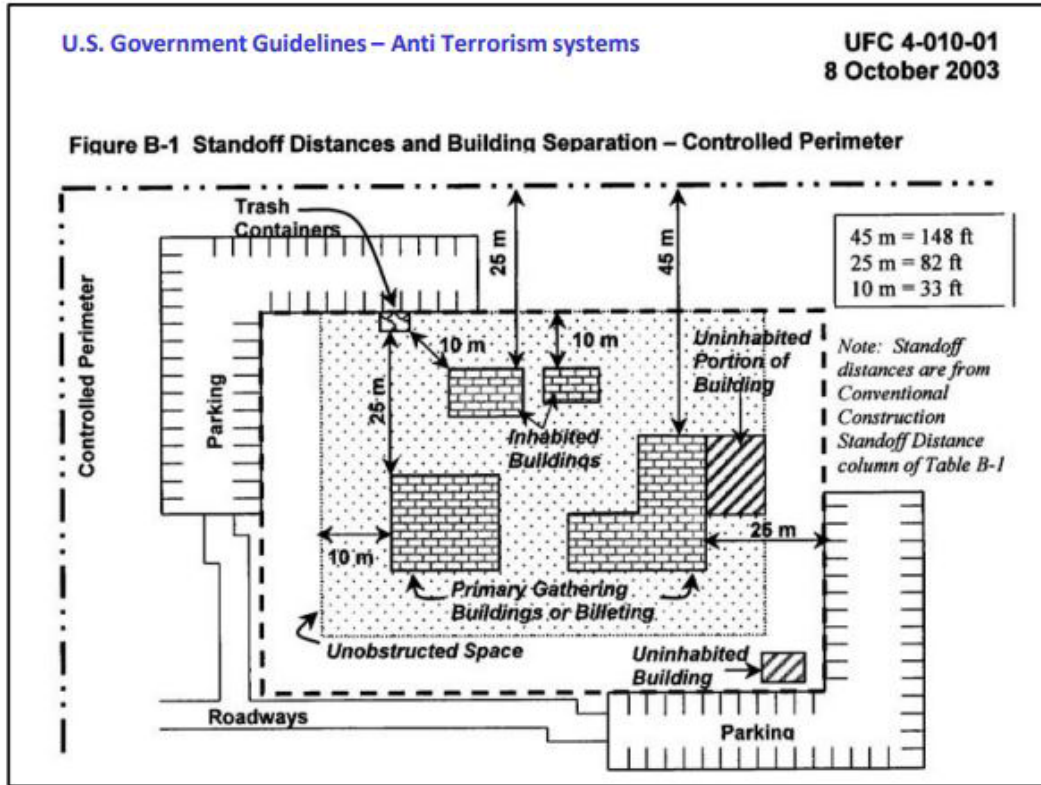 U.S. Government Guidelines – Anti Terrorism systems
UFC 4-010-01
8 October 2003
Figure B-1 Standoff Distances and Building Separation – Controlled Perimeter
Trash
Containers
25 m
45 m
45 m = 148 ft
25 m = 82 ft
10 m = 33 ft
Controlled Perimeter
Parking
10 m
10 m
Uninhabited
Portion of
Building
Note: Standoff
distances are from
Conventional
Construction
Standoff Distance
column of Table B-1
25 m
Inhabited
Buildings
10 m
25 m
Primary Gathering
Buildings or Billeting
Unobstructed Space
Uninhabited
Building
Roadways
Parking